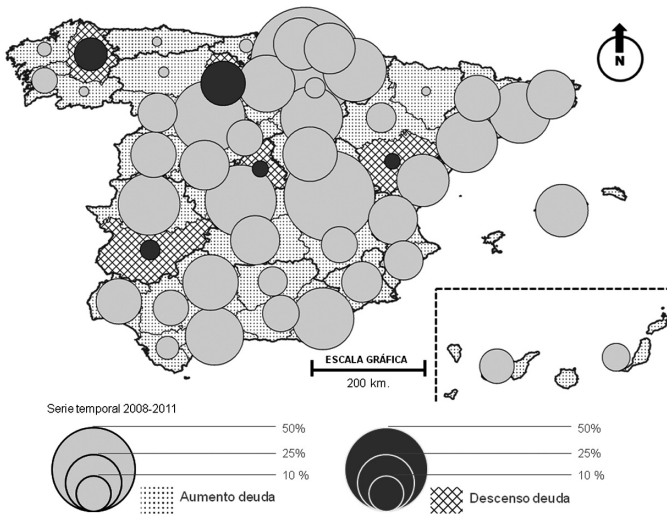 N
ESCALA GRÁFICA
200 km.
Serie temporal 2008-2011
50%
25%
10 %
Aumento deuda
50%
25%
10 %
Descenso deuda